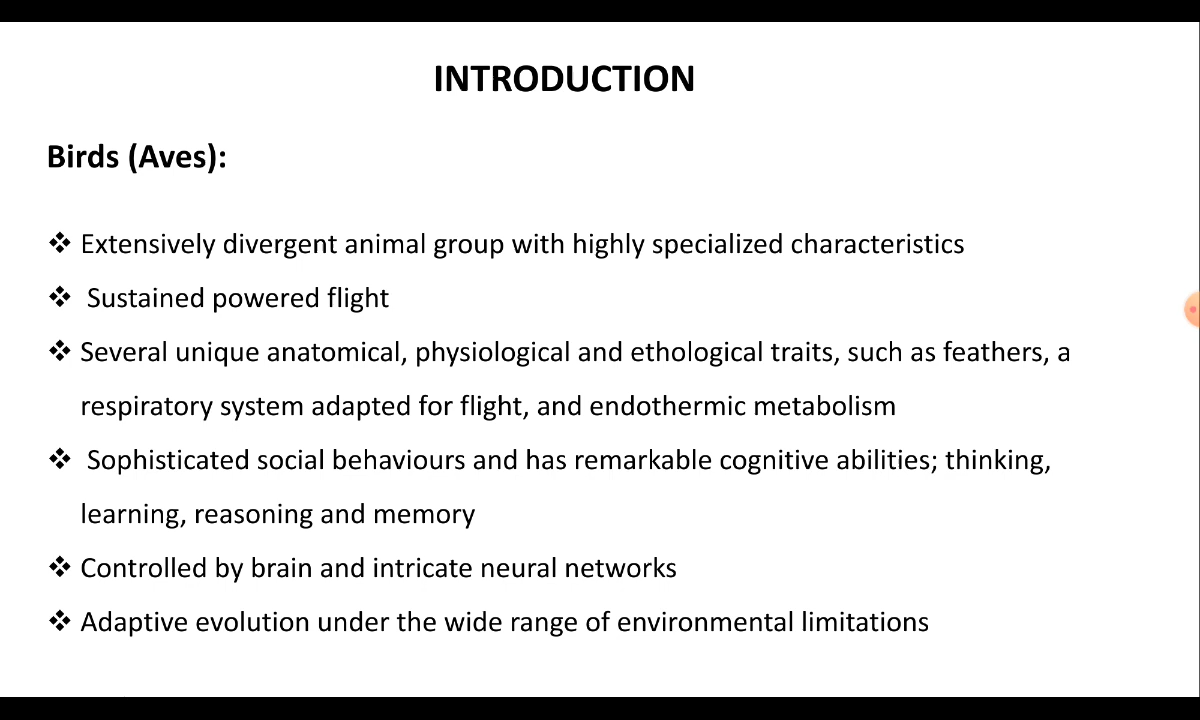 INTRODUCTION
Birds (Aves):
❖ Extensively divergent animal group with highly specialized characteristics
❖ Sustained powered flight
❖ Several unique anatomical, physiological and ethological traits, such as feathers, a
respiratory system adapted for flight, and endothermic metabolism
❖ Sophisticated social behaviours and has remarkable cognitive abilities; thinking,
learning, reasoning and memory
❖ Controlled by brain and intricate neural networks
❖ Adaptive evolution under the wide range of environmental limitations